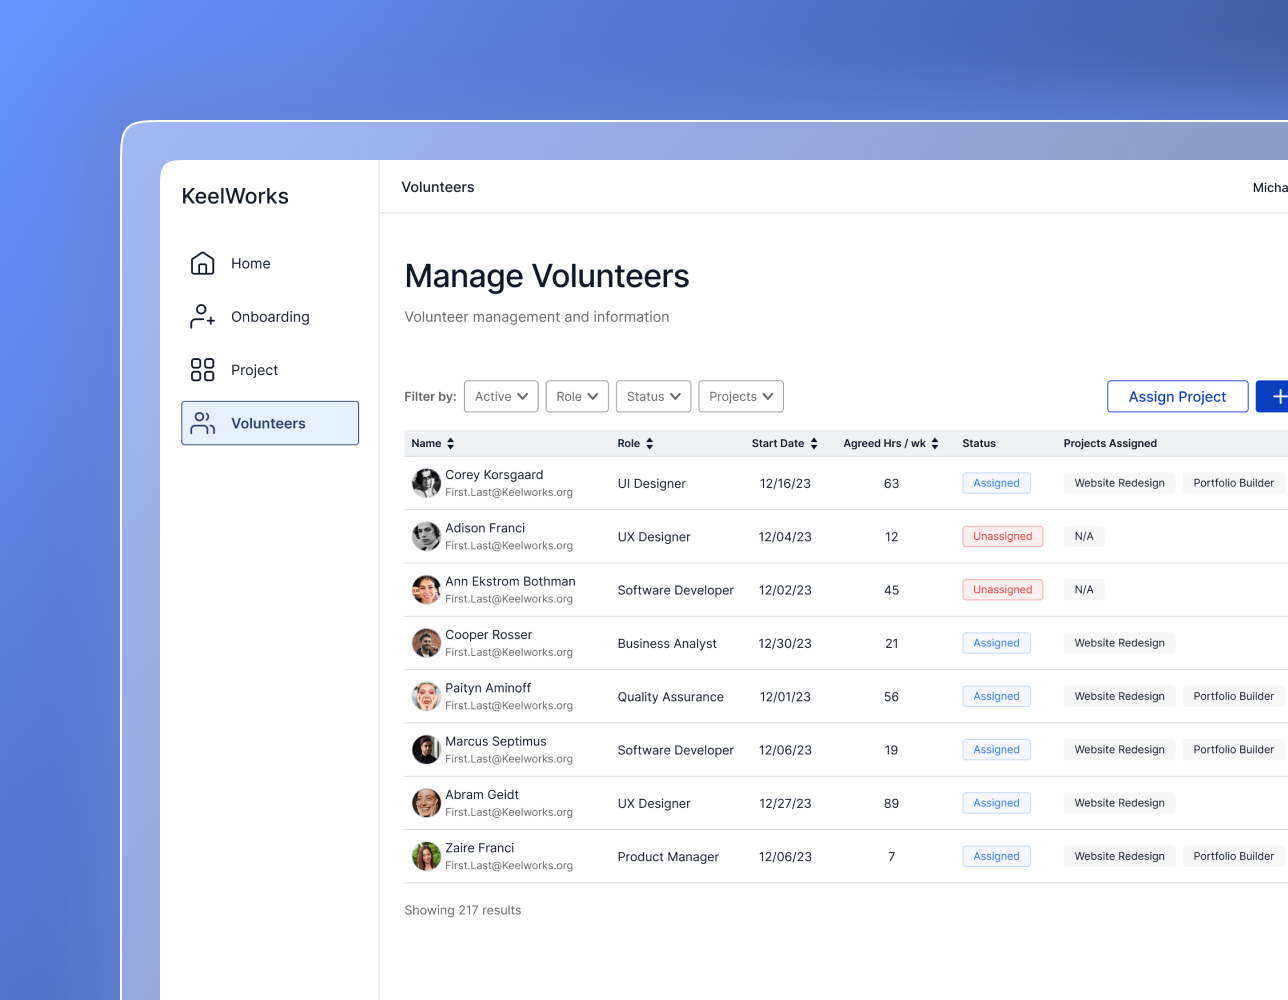 KeelWorks
Home
Onboarding
Project
Volunteers
Volunteers
Micha
Manage Volunteers
Volunteer management and information
Filter by: Active Role Status Projects Assign Project
Name Role Start Date Agreed Hrs / wk Status Projects Assigned
Corey Korsgaard
First.Last@Keelworks.org
UI Designer 12/16/23 63 Assigned Website Redesign Portfolio Builder
Adison Franci
First.Last@Keelworks.org
UX Designer 12/04/23 12 Unassigned N/A
Ann Ekstrom Bothman
First.Last@Keelworks.org
Software Developer 12/02/23 45 Unassigned N/A
Cooper Rosser
First.Last@Keelworks.org
Business Analyst 12/30/23 21 Assigned Website Redesign
Paityn Aminoff
First.Last@Keelworks.org
Quality Assurance 12/01/23 56 Assigned Website Redesign Portfolio Builder
Marcus Septimus
First.Last@Keelworks.org
Software Developer 12/06/23 19 Assigned Website Redesign Portfolio Builder
Abram Geidt
First.Last@Keelworks.org
UX Designer 12/27/23 89 Assigned Website Redesign
Zaire Franci
First.Last@Keelworks.org
Product Manager 12/06/23 7 Assigned Website Redesign Portfolio Builder
Showing 217 results